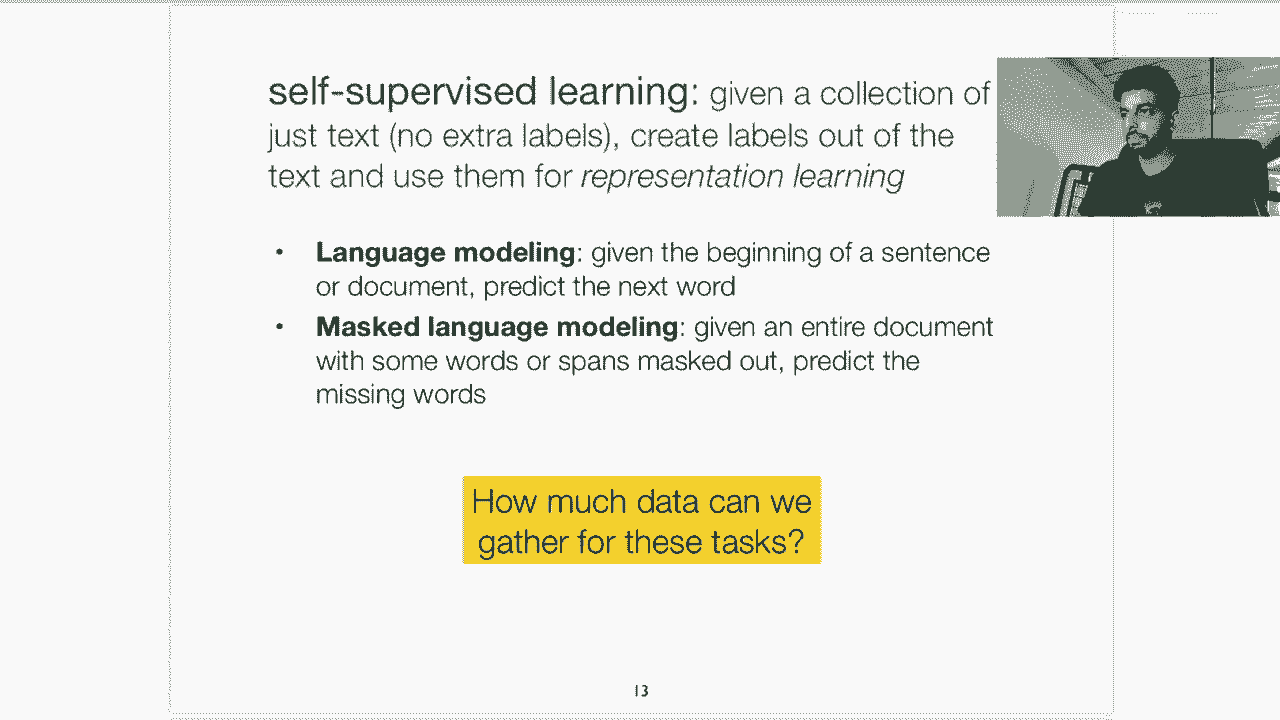 self-supervised learning: given a collection of
just text (no extra labels), create labels out of the
text and use them for representation learning
• Language modeling: given the beginning of a sentence
or document, predict the next word
• Masked language modeling: given an entire document
with some words or spans masked out, predict the
missing words
How much data can we
gather for these tasks?
13